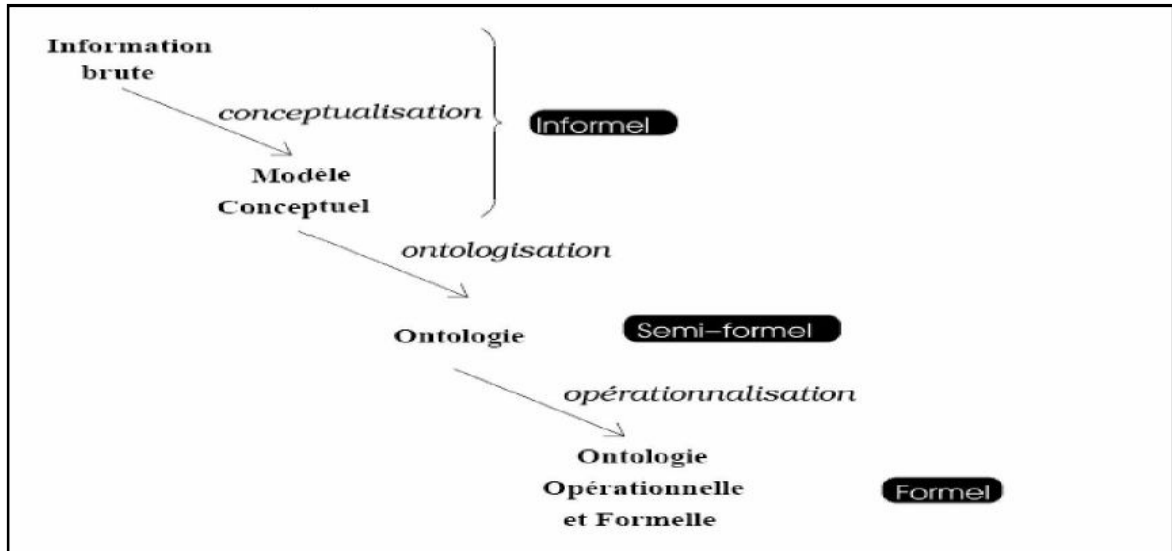 Information
brute
conceptualisation
Informel
Modèle
Conceptuel
ontologisation
Ontologie
Semi-formel
opérationnalisation
Ontologie
Opérationnelle
et Formelle
Formel